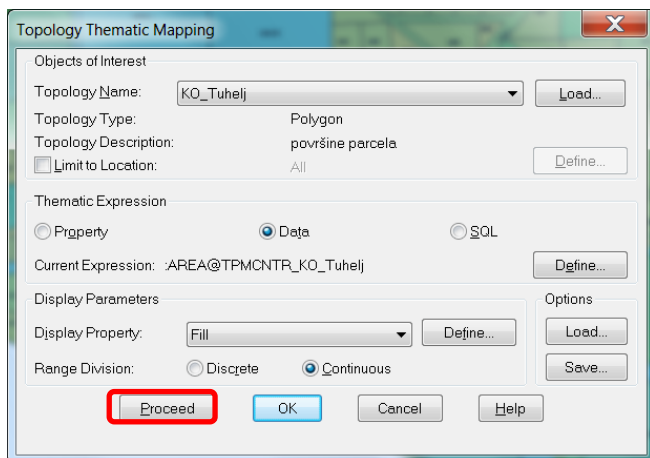 Topology Thematic Mapping X
Objects of Interest
Topology Name: KO_Tuhelj Load...
Topology Type: Polygon
Topology Description: površine parcela
Limit to Location: All Define...
Thematic Expression
Property Data SQL
Current Expression: :AREA@TPMCNTR_KO_Tuhelj Define...
Display Parameters Options
Display Property: Fill Define... Load...
Range Division: Discrete Continuous Save...
Proceed OK Cancel Help